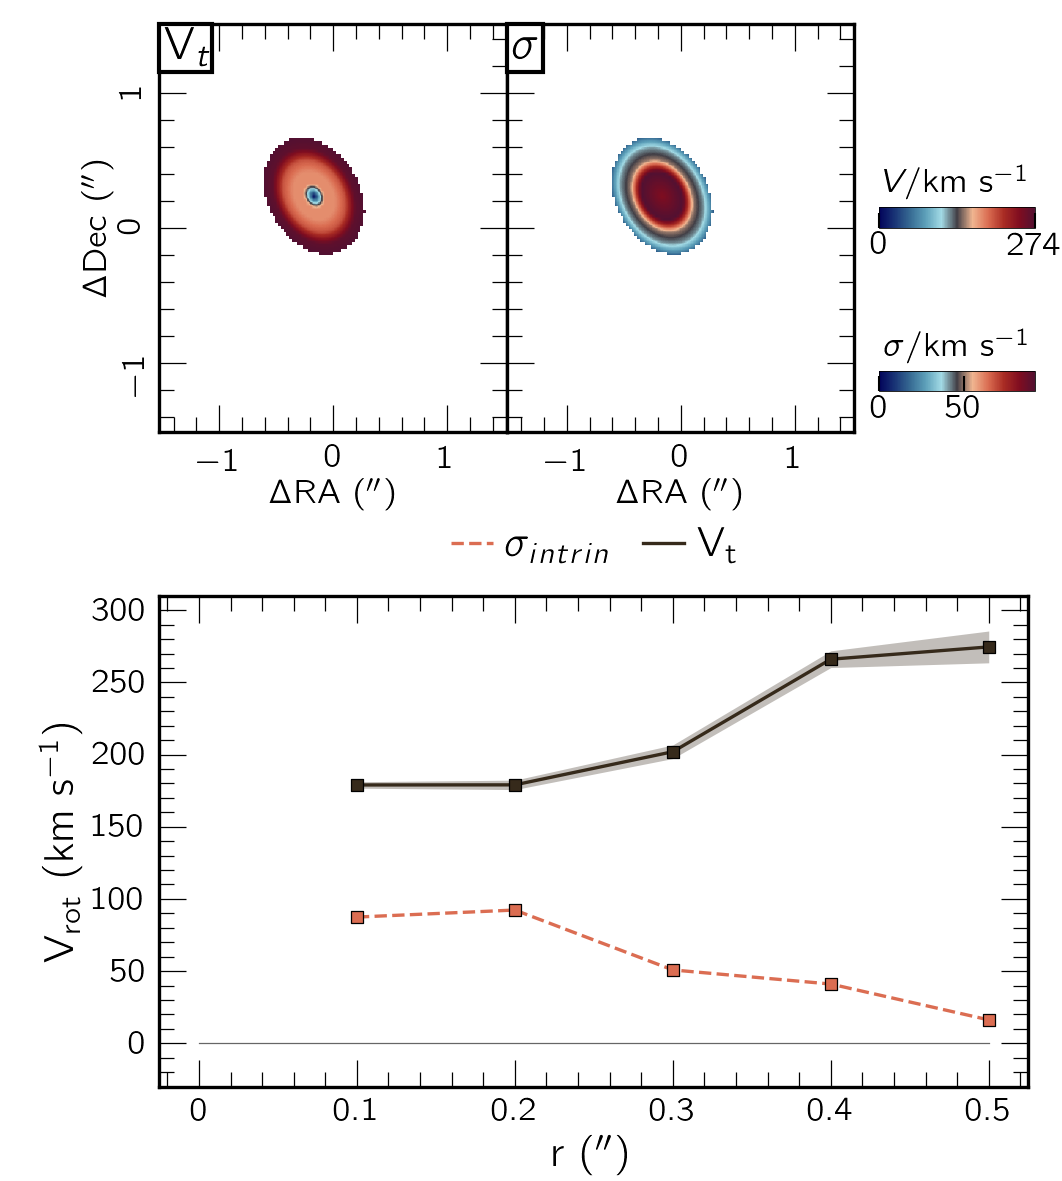 V_t σ
1
0
−1
ΔDec (″)
−1 0 1 −1 0 1
ΔRA (″) ΔRA (″)
V/km s⁻¹
0 274
σ/km s⁻¹
0 50
σ_intrin V_t
300
250
200
150
100
50
0
V_rot (km s⁻¹)
0 0.1 0.2 0.3 0.4 0.5
r (″)